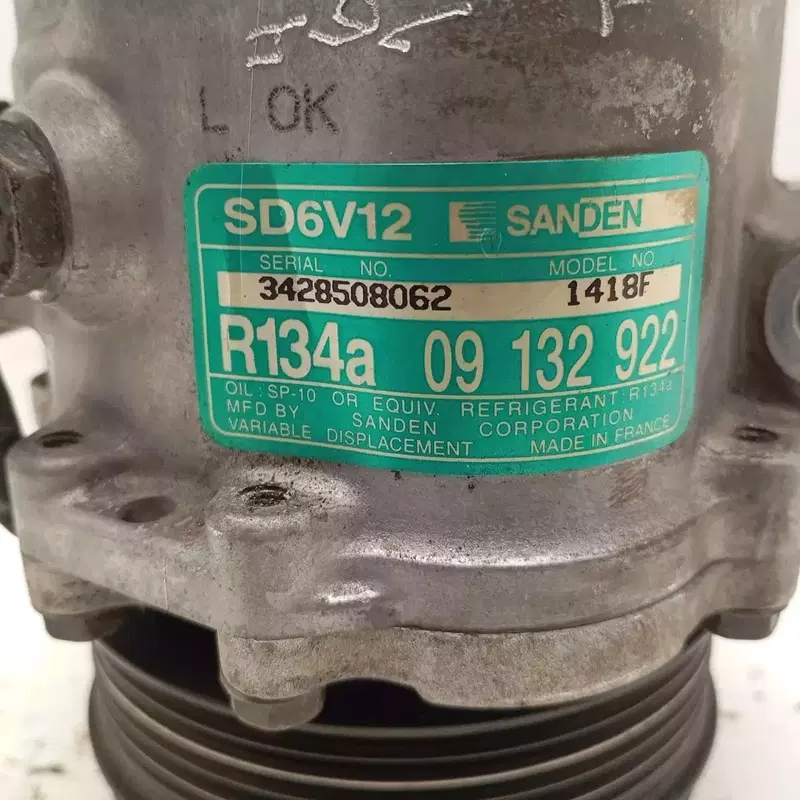 L OK
SD6V12 SANDEN
SERIAL NO. MODEL NO.
3428508062 1418F
R134a 09 132 922
OIL : SP-10 OR EQUIV. REFRIGERANT : R134a
MFD BY SANDEN CORPORATION
VARIABLE DISPLACEMENT MADE IN FRANCE